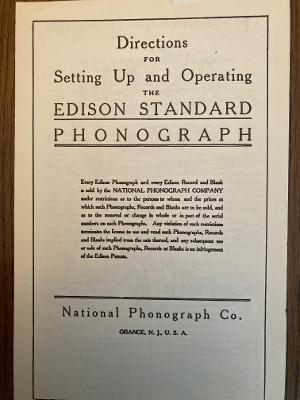 Directions
FOR
Setting Up and Operating
THE
EDISON STANDARD
PHONOGRAPH
Every Edison Phonograph and every Edison Record and Blank
is sold by the NATIONAL PHONOGRAPH COMPANY
under restrictions as to the persons to whom and the prices at
which such Phonographs, Records and Blanks are to be sold, and
as to the removal or change in whole or in part of the serial
numbers on such Phonographs. Any violation of such restrictions
terminates the license to use and vend such Phonographs, Records
and Blanks implied from the sale thereof, and any subsequent use
or sale of such Phonographs, Records or Blanks is an infringement
of the Edison Patents.
National Phonograph Co.
ORANGE, N. J., U. S. A.